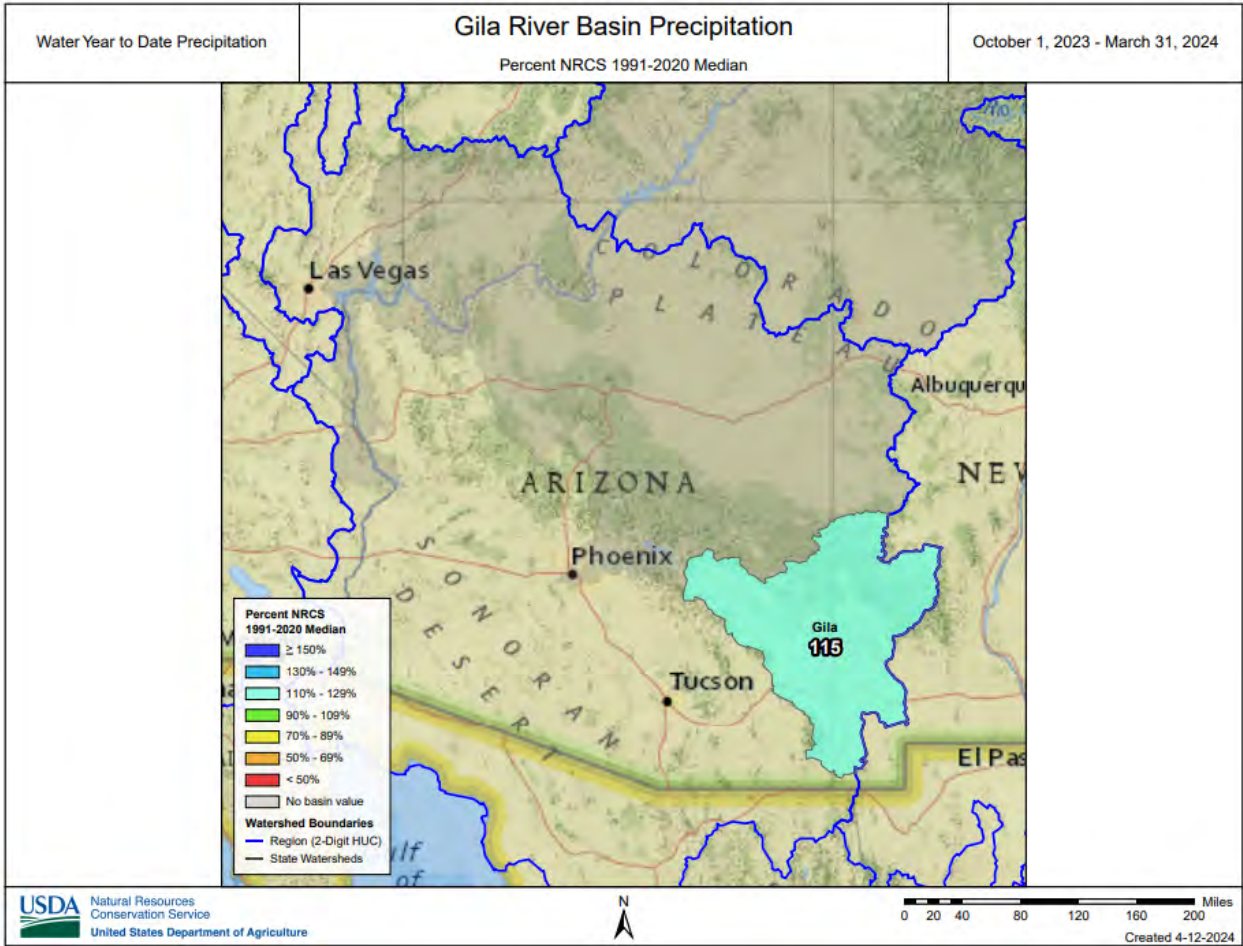 Water Year to Date Precipitation
Gila River Basin Precipitation
Percent NRCS 1991-2020 Median
October 1, 2023 - March 31, 2024
Las Vegas
COLORADO
PLATEAU
Albuquerqu
ARIZONA
NEW
Phoenix
SONORAN
DESERT
Gila
115
Tucson
El Pas
Percent NRCS
1991-2020 Median
≥ 150%
130% - 149%
110% - 129%
90% - 109%
70% - 89%
50% - 69%
< 50%
No basin value
Watershed Boundaries
Region (2-Digit HUC)
State Watersheds
ulf
of
USDA
Natural Resources
Conservation Service
United States Department of Agriculture
N
0 20 40 80 120 160 200 Miles
Created 4-12-2024